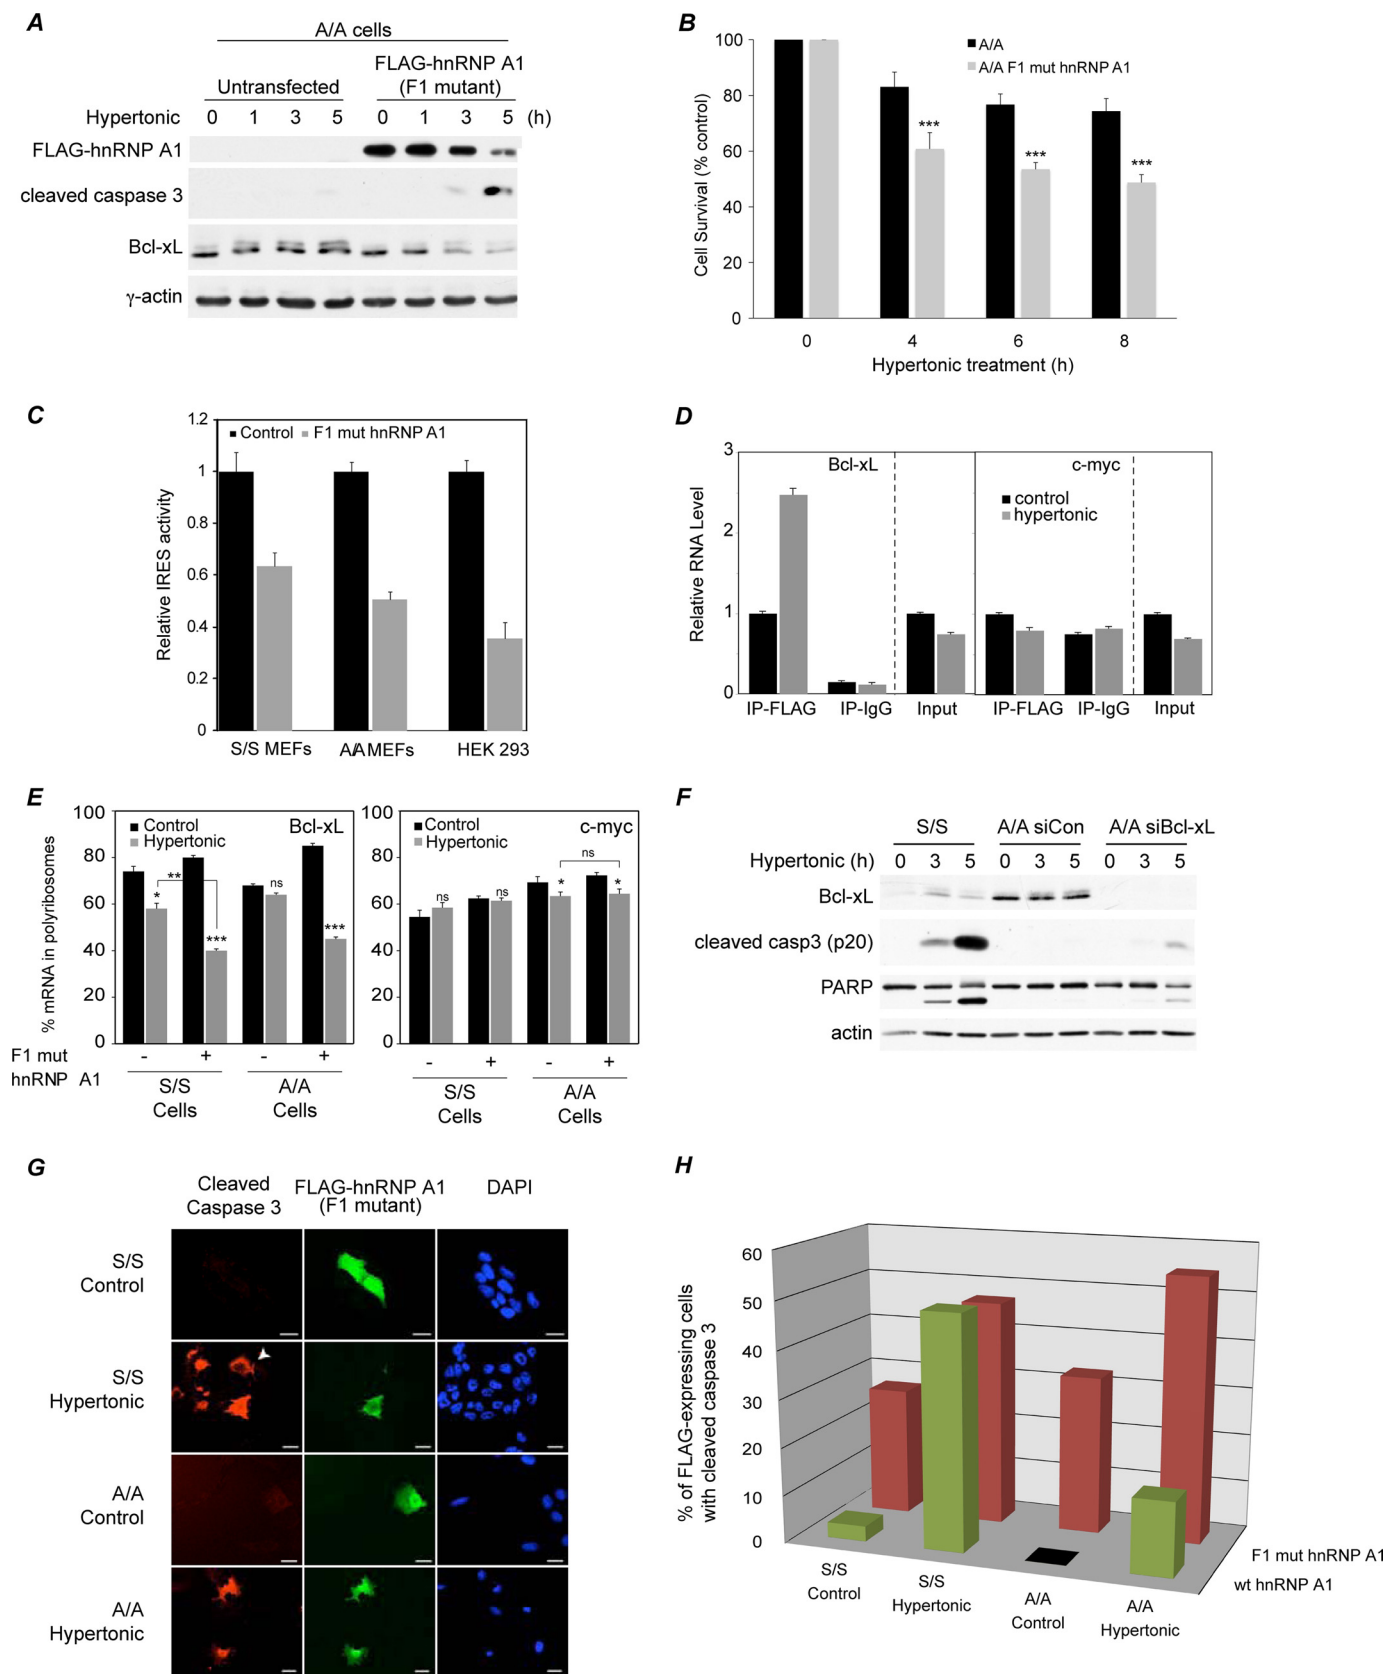 A
A/A cells
Untransfected
FLAG-hnRNP A1
(F1 mutant)
Hypertonic 0 1 3 5 0 1 3 5 (h)
FLAG-hnRNP A1
cleaved caspase 3
Bcl-xL
γ-actin
B
A/A
A/A F1 mut hnRNP A1
Cell Survival (% control)
100
80
60
40
20
0
***
***
***
0 4 6 8
Hypertonic treatment (h)
C
Control F1 mut hnRNP A1
Relative IRES activity
1.2
1
0.8
0.6
0.4
0.2
0
S/S MEFs A/A MEFs HEK 293
D
Relative RNA Level
3
2
1
0
Bcl-xL
c-myc
control
hypertonic
IP-FLAG IP-IgG Input IP-FLAG IP-IgG Input
E
% mRNA in polyribosomes
100
80
60
40
20
0
Control
Hypertonic
Bcl-xL
* ** *** ns ***
100
80
60
40
20
0
Control
Hypertonic
c-myc
ns ns * ns *
F1 mut
hnRNP A1
- + - +
S/S
Cells
A/A
Cells
- + - +
S/S
Cells
A/A
Cells
F
S/S A/A siCon A/A siBcl-xL
Hypertonic (h) 0 3 5 0 3 5 0 3 5
Bcl-xL
cleaved casp3 (p20)
PARP
actin
G
Cleaved
Caspase 3
FLAG-hnRNP A1
(F1 mutant)
DAPI
S/S
Control
S/S
Hypertonic
A/A
Control
A/A
Hypertonic
H
% of FLAG-expressing cells
with cleaved caspase 3
60
50
40
30
20
10
0
S/S
Control
S/S
Hypertonic
A/A
Control
A/A
Hypertonic
F1 mut hnRNP A1
wt hnRNP A1